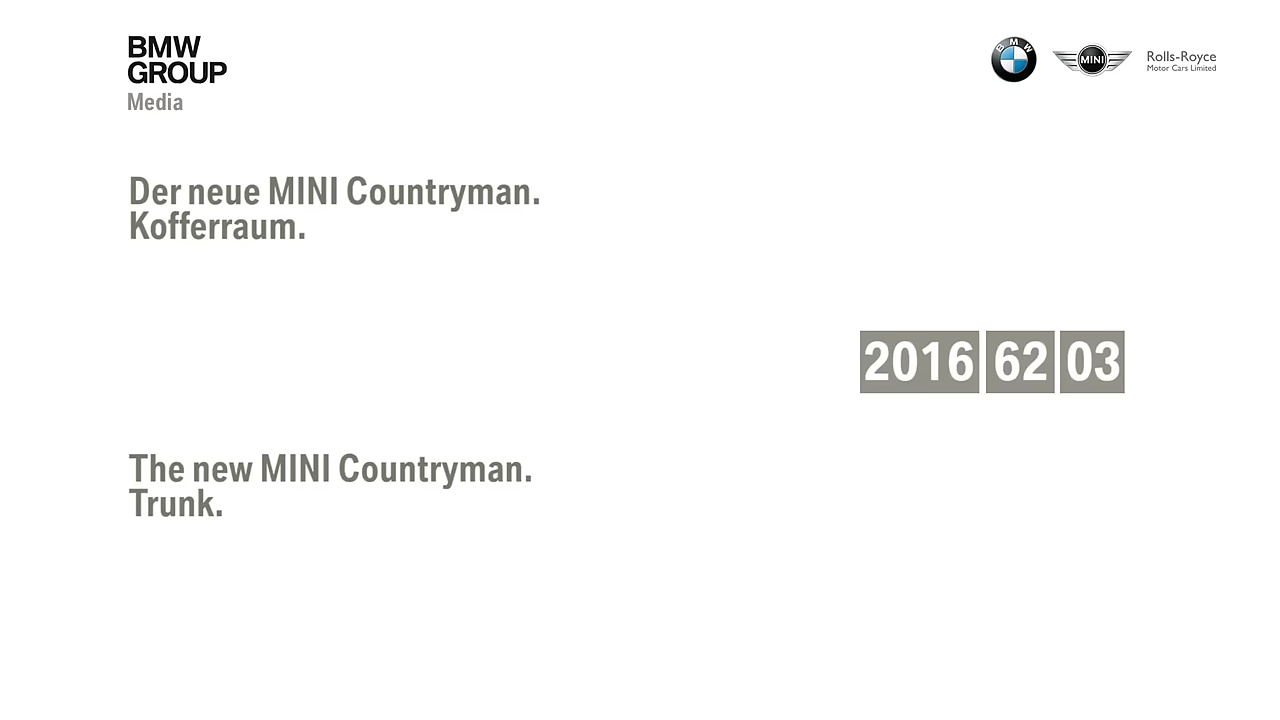 BMW
GROUP
Media
BMW
MINI
Rolls-Royce
Motor Cars Limited
Der neue MINI Countryman.
Kofferraum.
2016 62 03
The new MINI Countryman.
Trunk.